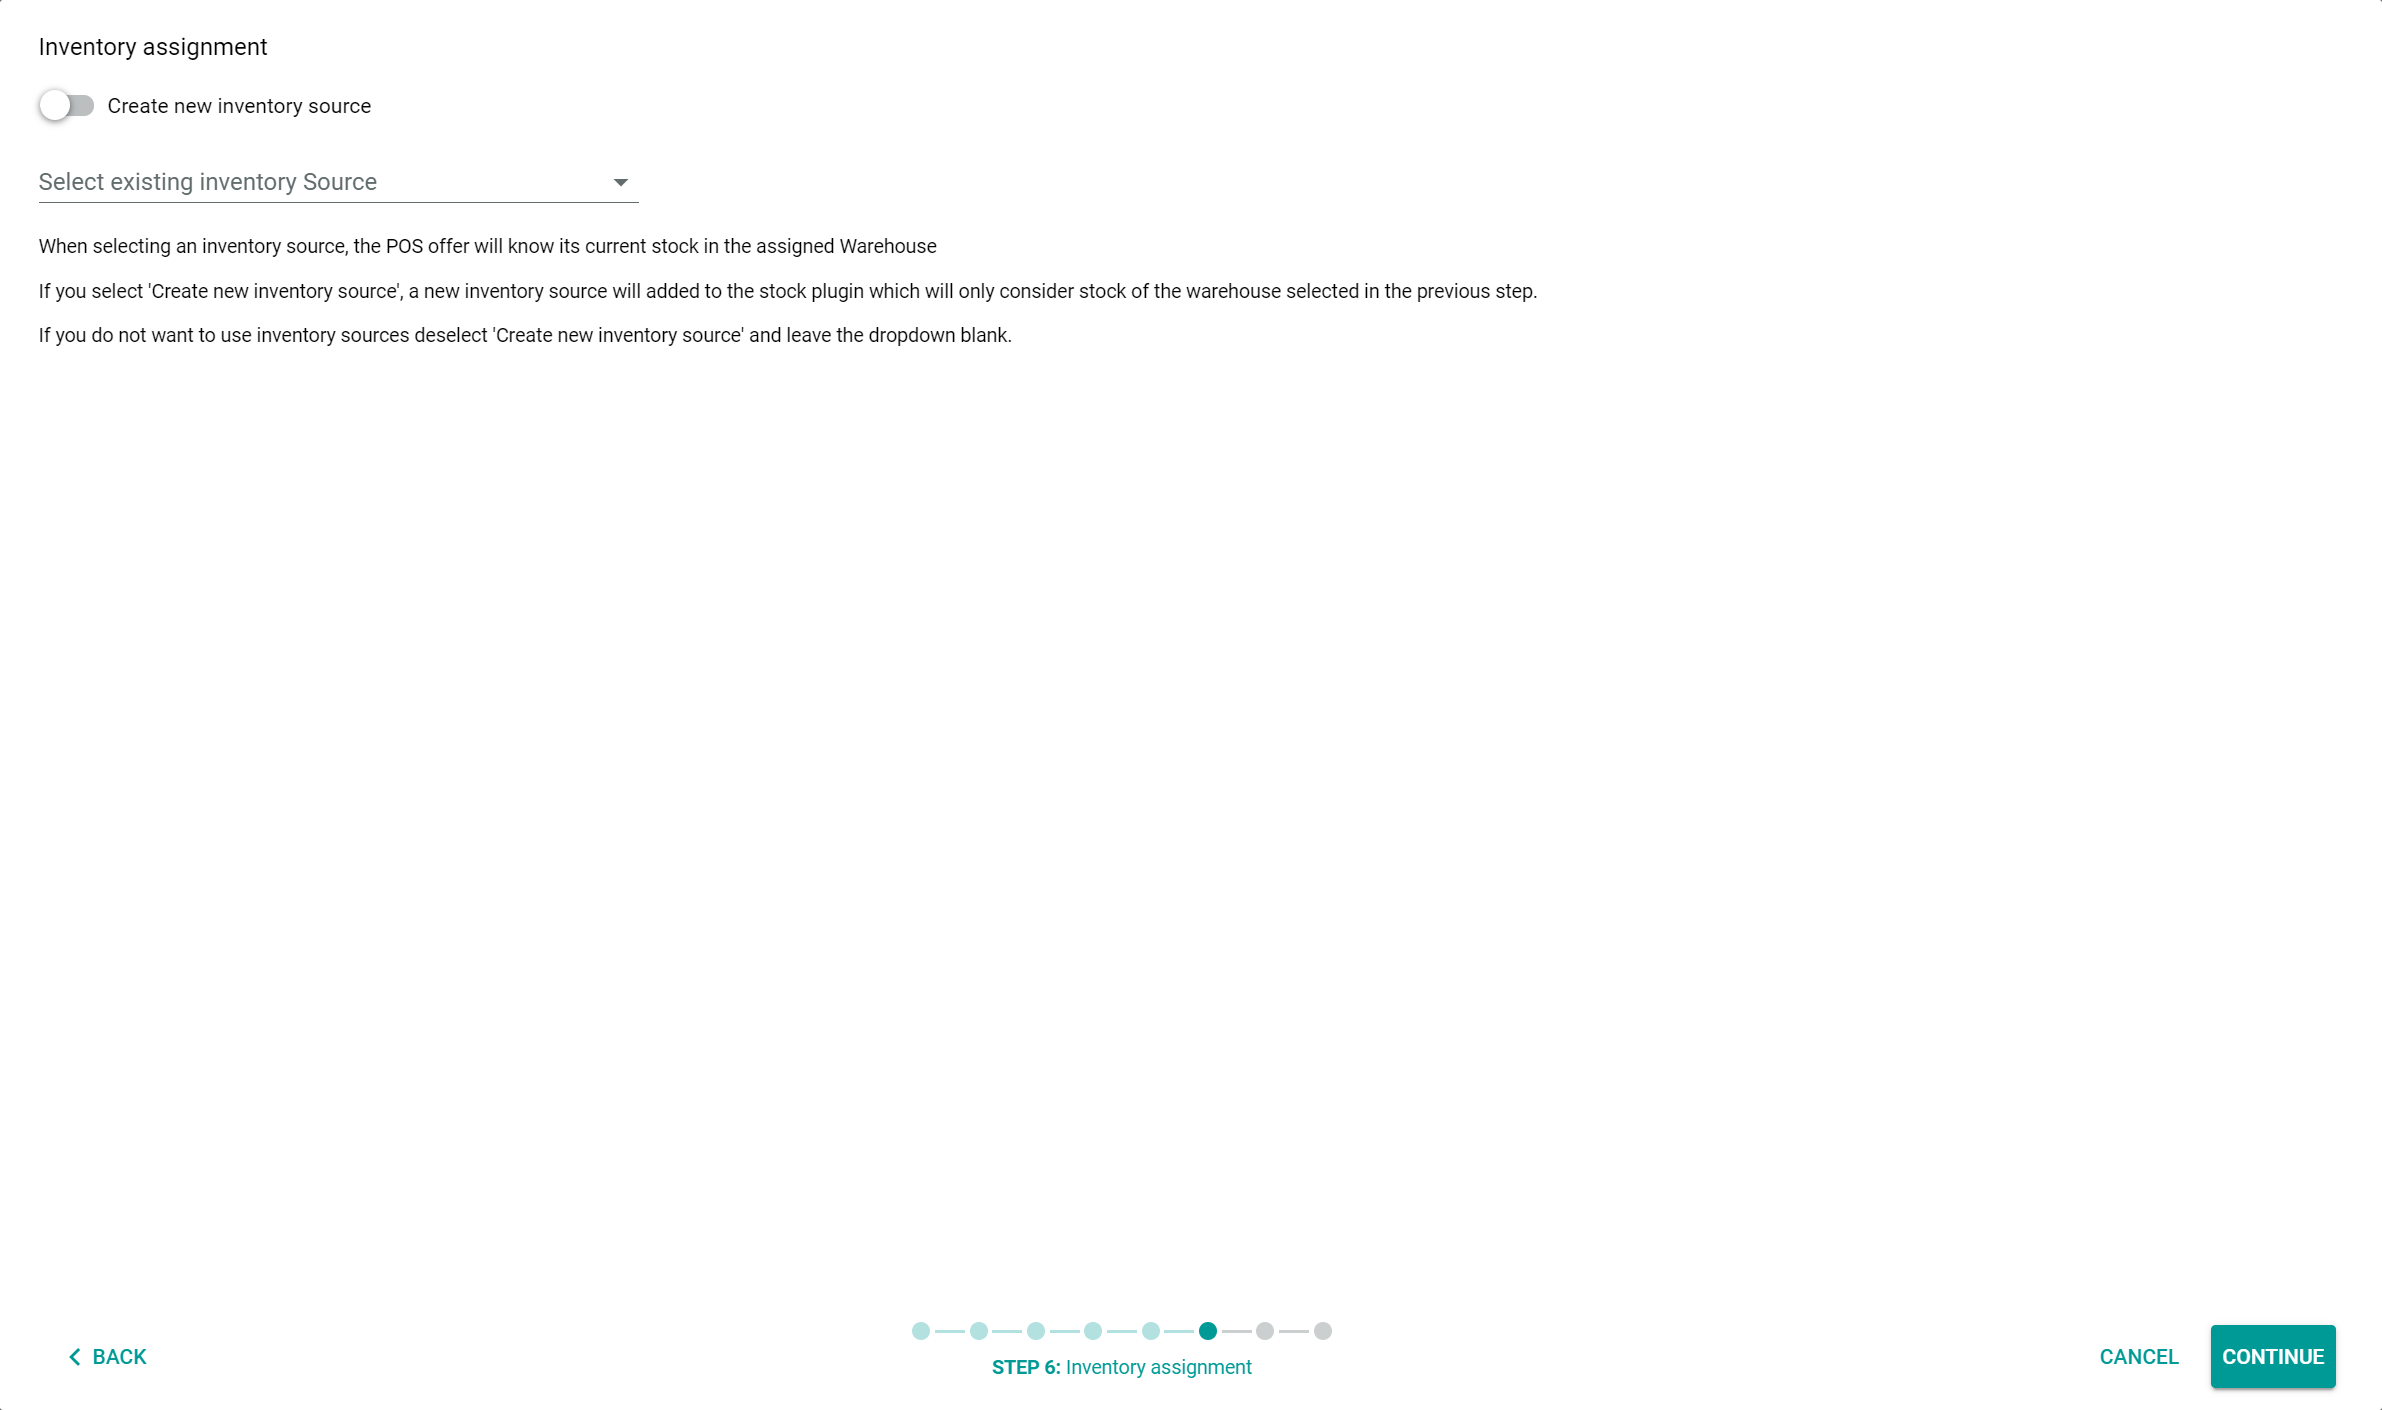 Inventory assignment
Create new inventory source
Select existing inventory Source
When selecting an inventory source, the POS offer will know its current stock in the assigned Warehouse
If you select 'Create new inventory source', a new inventory source will added to the stock plugin which will only consider stock of the warehouse selected in the previous step.
If you do not want to use inventory sources deselect 'Create new inventory source' and leave the dropdown blank.
BACK
STEP 6: Inventory assignment
CANCEL
CONTINUE